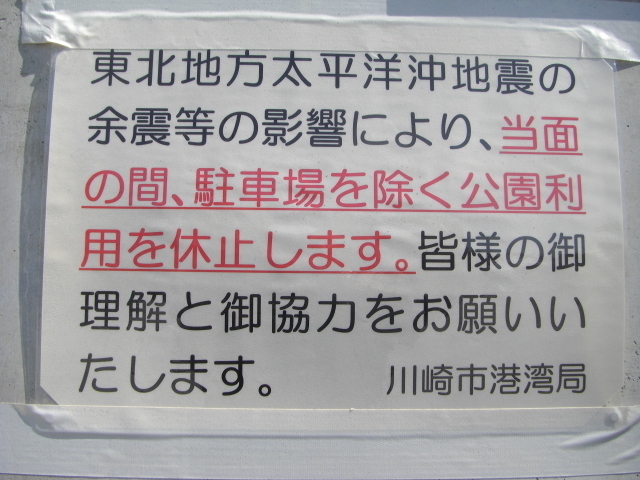 東北地方太平洋沖地震の
余震等の影響により、当面
の間、駐車場を除く公園利
用を休止します。皆様の御
理解と御協力をお願いい
たします。 川崎市港湾局